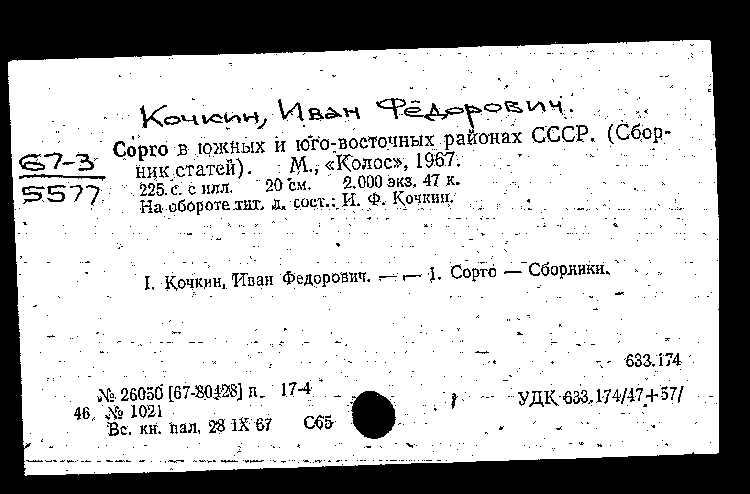 Кочкин, Иван Фёдорович.
67-3
5577
Сорго в южных и юго-восточных районах СССР. (Сбор-
ник статей). М., «Колос», 1967.
225 с. с илл. 20 см. 2.000 экз. 47 к.
На обороте тит. л. сост.: И. Ф. Кочкин.
I. Кочкин, Иван Федорович. — — 1. Сорго — Сборники.
633.174
№ 26050 [67-80428] п. 17-4
УДК 633.174/47+57/
46 № 1021
Вс. кн. пал. 28 IX 67 С65